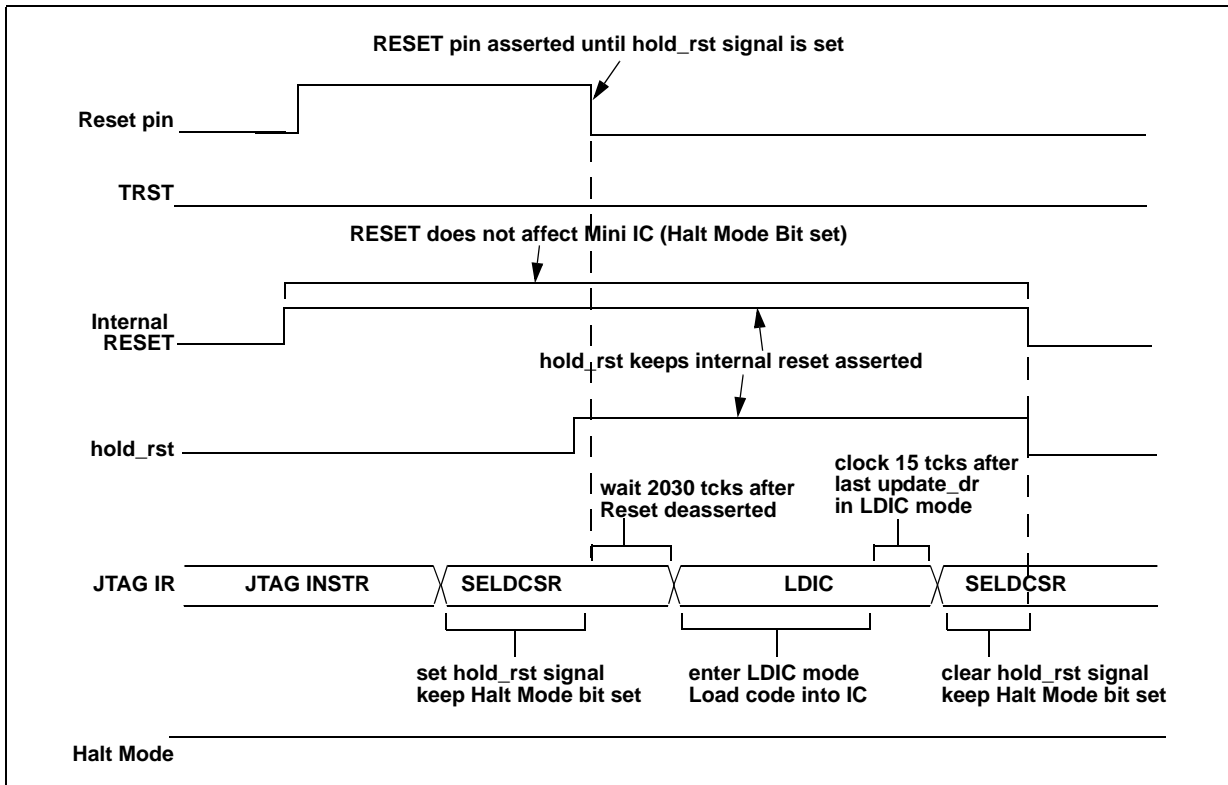 RESET pin asserted until hold_rst signal is set
Reset pin
TRST
RESET does not affect Mini IC (Halt Mode Bit set)
Internal
RESET
hold_rst keeps internal reset asserted
hold_rst
clock 15 tcks after
last update_dr
in LDIC mode
wait 2030 tcks after
Reset deasserted
JTAG IR
JTAG INSTR
SELDCSR
LDIC
SELDCSR
set hold_rst signal
keep Halt Mode bit set
enter LDIC mode
Load code into IC
clear hold_rst signal
keep Halt Mode bit set
Halt Mode